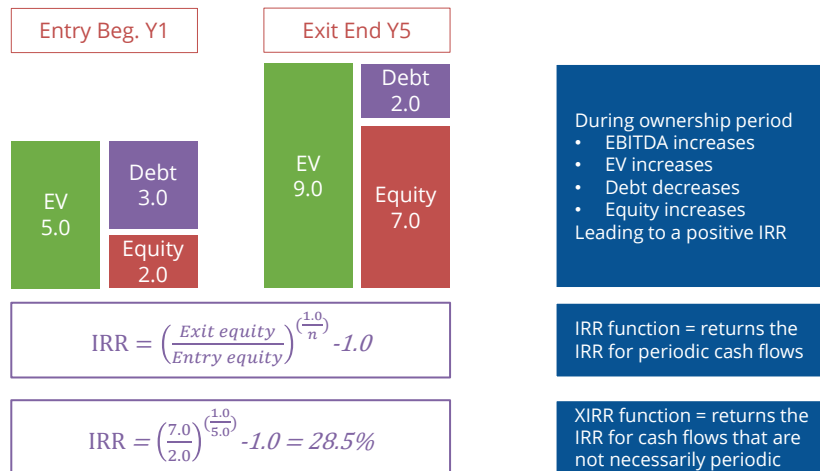 Entry Beg. Y1
Exit End Y5
EV
5.0
Debt
3.0
Equity
2.0
EV
9.0
Debt
2.0
Equity
7.0
During ownership period
• EBITDA increases
• EV increases
• Debt decreases
• Equity increases
Leading to a positive IRR
IRR = (Exit equity / Entry equity)^(1.0/n) -1.0
IRR function = returns the
IRR for periodic cash flows
IRR = (7.0/2.0)^(1.0/5.0) -1.0 = 28.5%
XIRR function = returns the
IRR for cash flows that are
not necessarily periodic